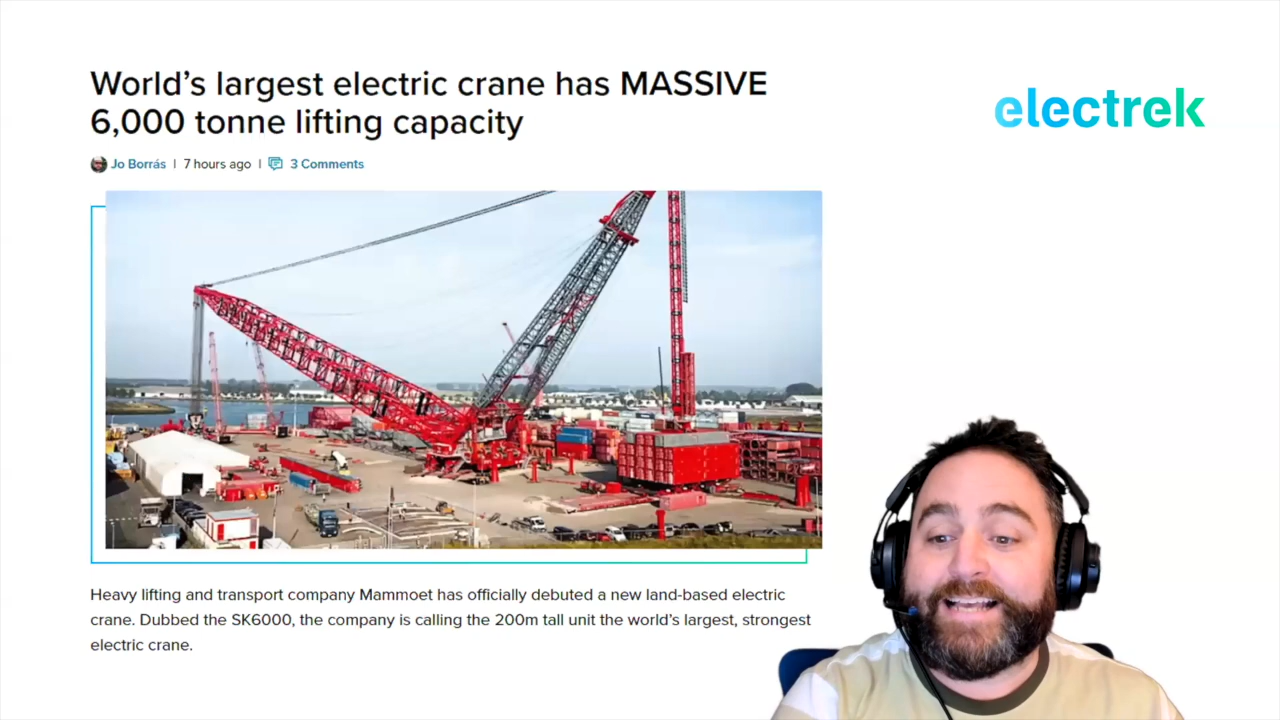 World's largest electric crane has MASSIVE
6,000 tonne lifting capacity
electrek
Jo Borrás | 7 hours ago | 3 Comments
Heavy lifting and transport company Mammoet has officially debuted a new land-based electric
crane. Dubbed the SK6000, the company is calling the 200m tall unit the world's largest, strongest
electric crane.